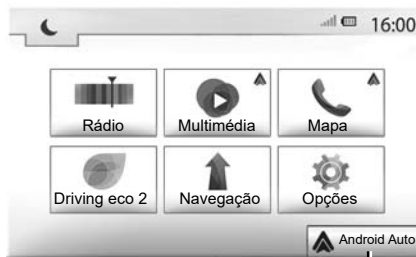 16:00
Rádio Multimédia Mapa
Driving eco 2 Navegação Opções
Android Auto